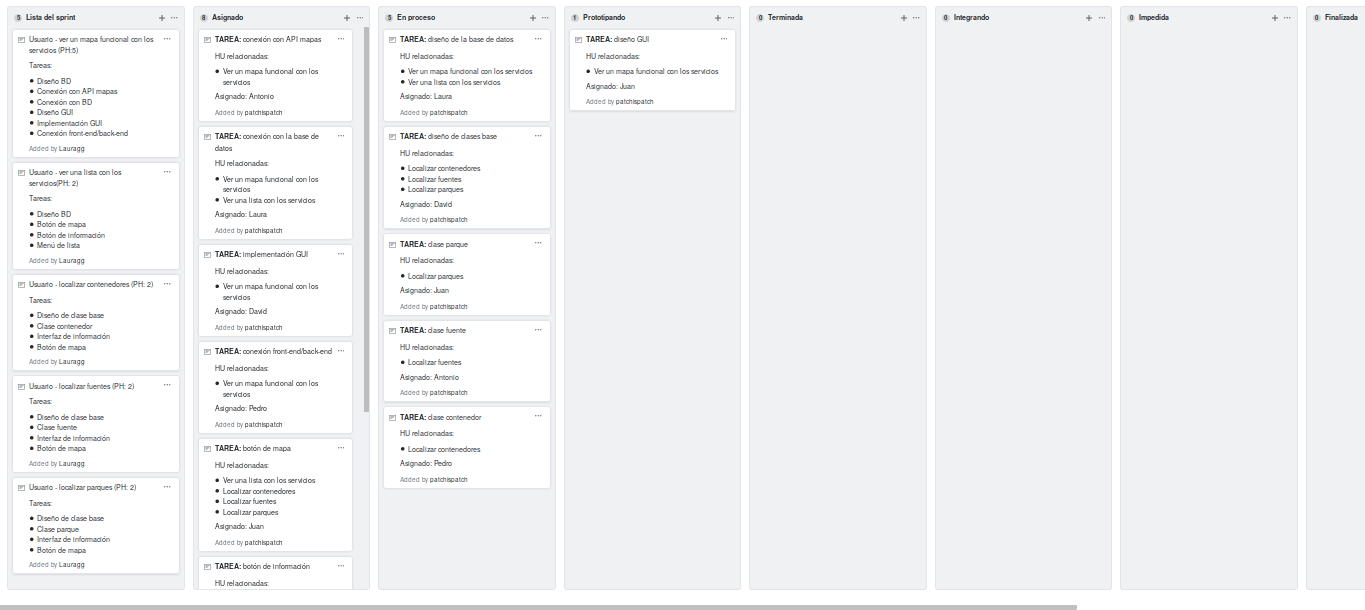 5 Lista del sprint
Usuario - ver un mapa funcional con los
servicios (PH:5)
Tareas:
Diseño BD
Conexión con API mapas
Conexión con BD
Diseño GUI
Implementación GUI
Conexión front-end/back-end
Added by Lauragg
Usuario - ver una lista con los
servicios(PH: 2)
Tareas:
Diseño BD
Botón de mapa
Botón de información
Menú de lista
Added by Lauragg
Usuario - localizar contenedores (PH: 2)
Tareas:
Diseño de clase base
Clase contenedor
Interfaz de información
Botón de mapa
Added by Lauragg
Usuario - localizar fuentes (PH: 2)
Tareas:
Diseño de clase base
Clase fuente
Interfaz de información
Botón de mapa
Added by Lauragg
Usuario - localizar parques (PH: 2)
Tareas:
Diseño de clase base
Clase parque
Interfaz de información
Botón de mapa
Added by Lauragg
8 Asignado
TAREA: conexión con API mapas
HU relacionadas:
Ver un mapa funcional con los
servicios
Asignado: Antonio
Added by patchispatch
TAREA: conexión con la base de
datos
HU relacionadas:
Ver un mapa funcional con los
servicios
Ver una lista con los servicios
Asignado: Laura
Added by patchispatch
TAREA: implementación GUI
HU relacionadas:
Ver un mapa funcional con los
servicios
Asignado: David
Added by patchispatch
TAREA: conexión front-end/back-end
HU relacionadas:
Ver un mapa funcional con los
servicios
Asignado: Pedro
Added by patchispatch
TAREA: botón de mapa
HU relacionadas:
Ver una lista con los servicios
Localizar contenedores
Localizar fuentes
Localizar parques
Asignado: Juan
Added by patchispatch
TAREA: botón de información
HU relacionadas:
5 En proceso
TAREA: diseño de la base de datos
HU relacionadas:
Ver un mapa funcional con los servicios
Ver una lista con los servicios
Asignado: Laura
Added by patchispatch
TAREA: diseño de clases base
HU relacionadas:
Localizar contenedores
Localizar fuentes
Localizar parques
Asignado: David
Added by patchispatch
TAREA: clase parque
HU relacionadas:
Localizar parques
Asignado: Juan
Added by patchispatch
TAREA: clase fuente
HU relacionadas:
Localizar fuentes
Asignado: Antonio
Added by patchispatch
TAREA: clase contenedor
HU relacionadas:
Localizar contenedores
Asignado: Pedro
Added by patchispatch
1 Prototipando
TAREA: diseño GUI
HU relacionadas:
Ver un mapa funcional con los servicios
Asignado: Juan
Added by patchispatch
0 Terminada
0 Integrando
0 Impedida
0 Finalizada